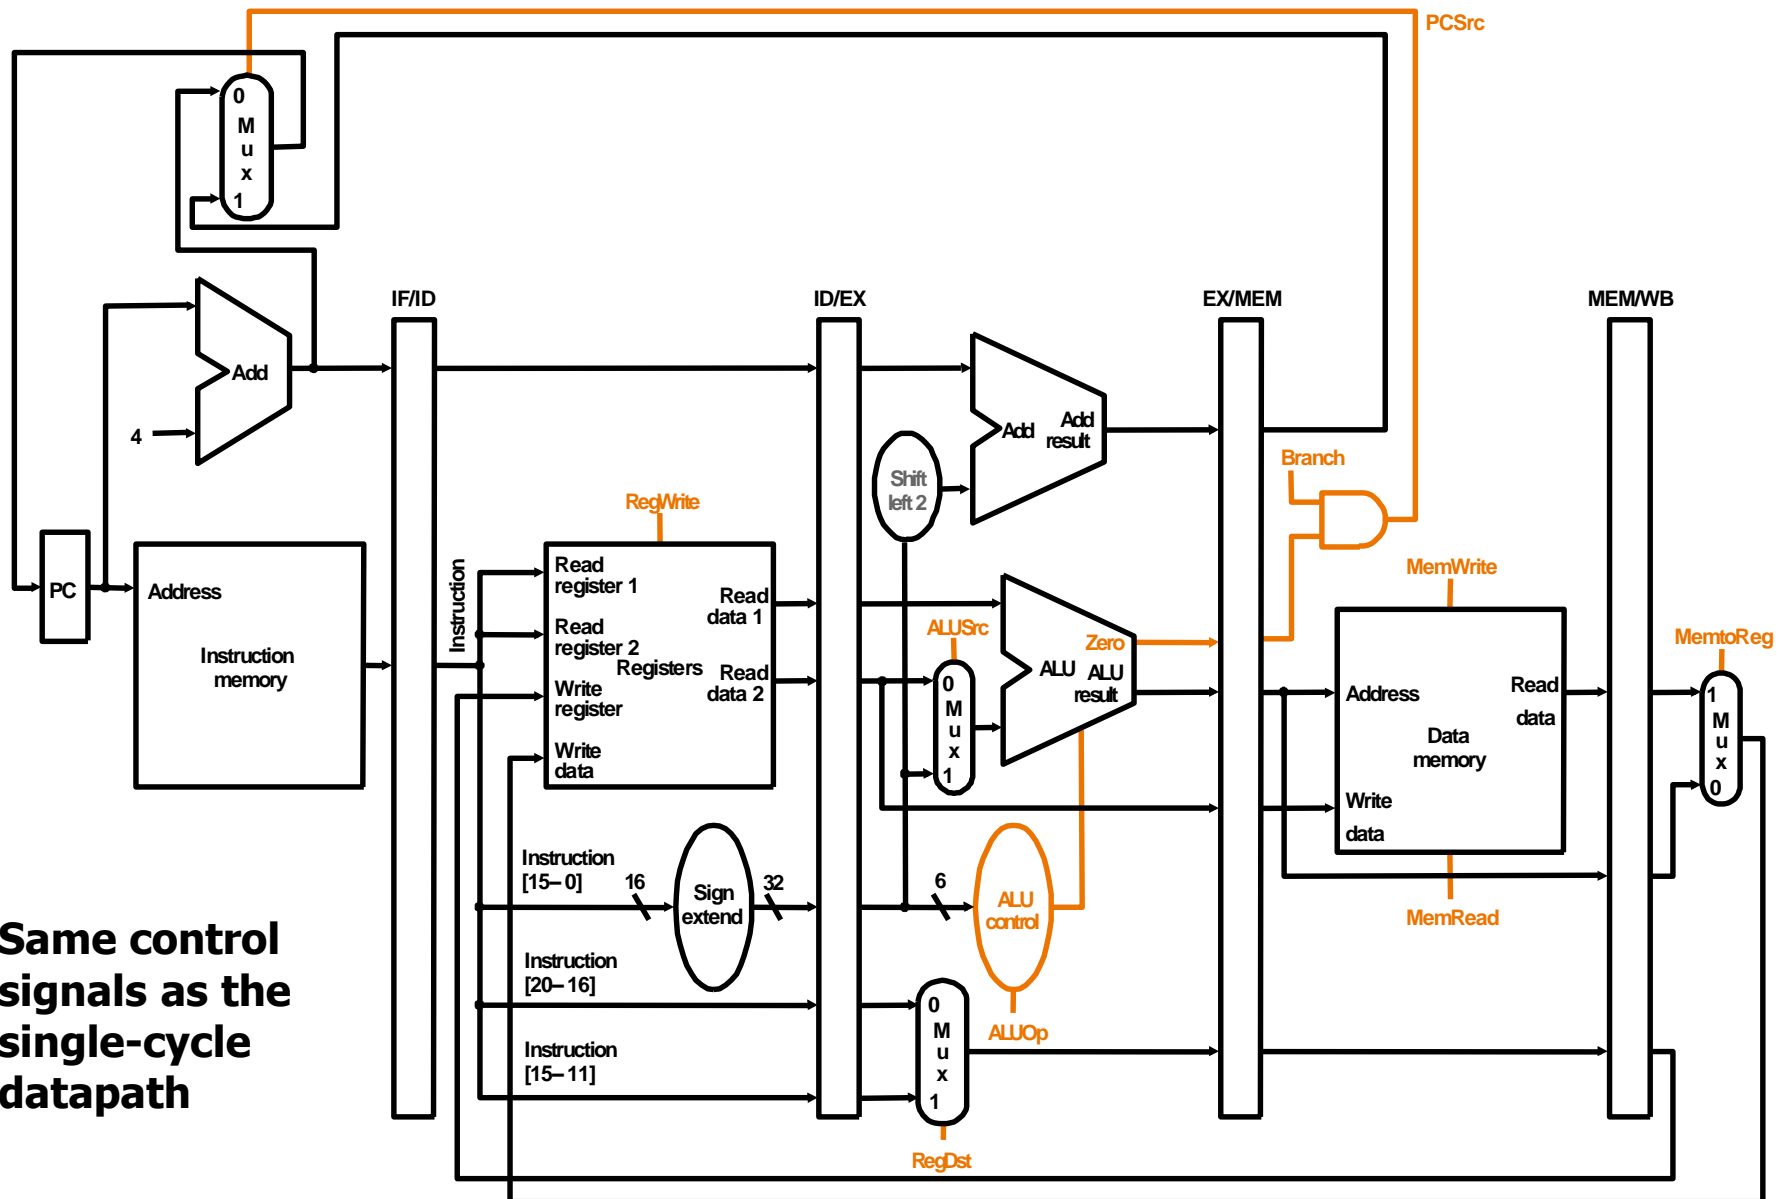 PCSrc
0
M
u
x
1
IF/ID
ID/EX
EX/MEM
MEM/WB
Add
4
Add
Add
result
Shift
left 2
Branch
RegWrite
PC
Address
Instruction
memory
Instruction
Read
register 1
Read
register 2
Write
register
Write
data
Registers
Read
data 1
Read
data 2
ALUSrc
0
M
u
x
1
Zero
ALU
ALU
result
MemWrite
Address
Read
data
Data
memory
Write
data
MemRead
MemtoReg
1
M
u
x
0
Instruction
[15–0]
16
Sign
extend
32
6
ALU
control
ALUOp
Instruction
[20–16]
Instruction
[15–11]
0
M
u
x
1
RegDst
Same control
signals as the
single-cycle
datapath